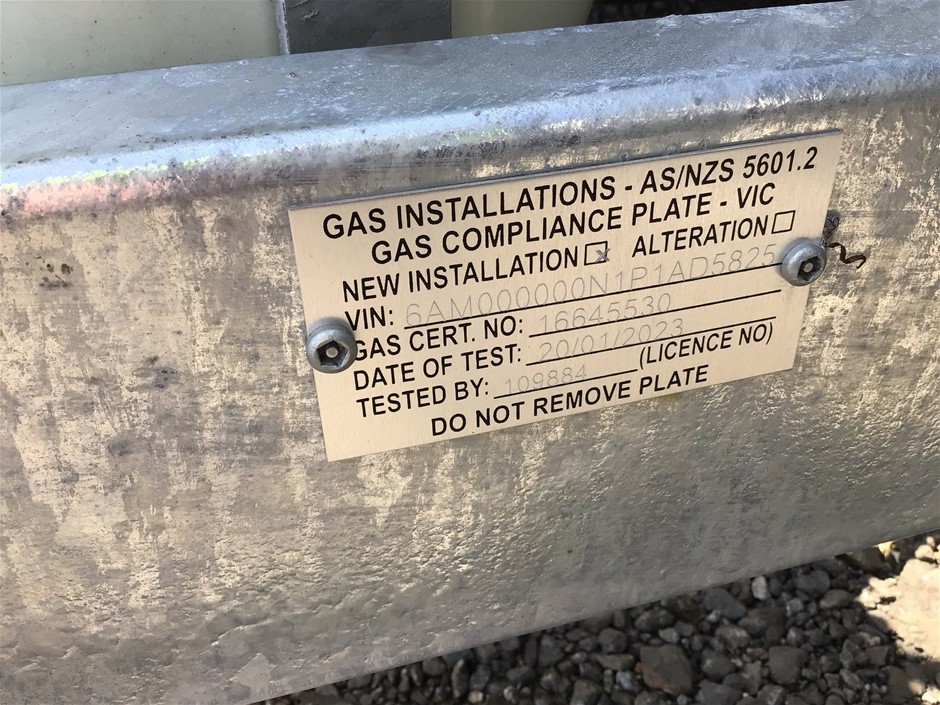 GAS INSTALLATIONS - AS/NZS 5601.2
GAS COMPLIANCE PLATE - VIC
NEW INSTALLATION ☒ ALTERATION ☐
VIN: 6AM000000N1P1AD5825
GAS CERT. NO: 16645530
DATE OF TEST: 20/01/2023
TESTED BY: 109884 (LICENCE NO)
DO NOT REMOVE PLATE